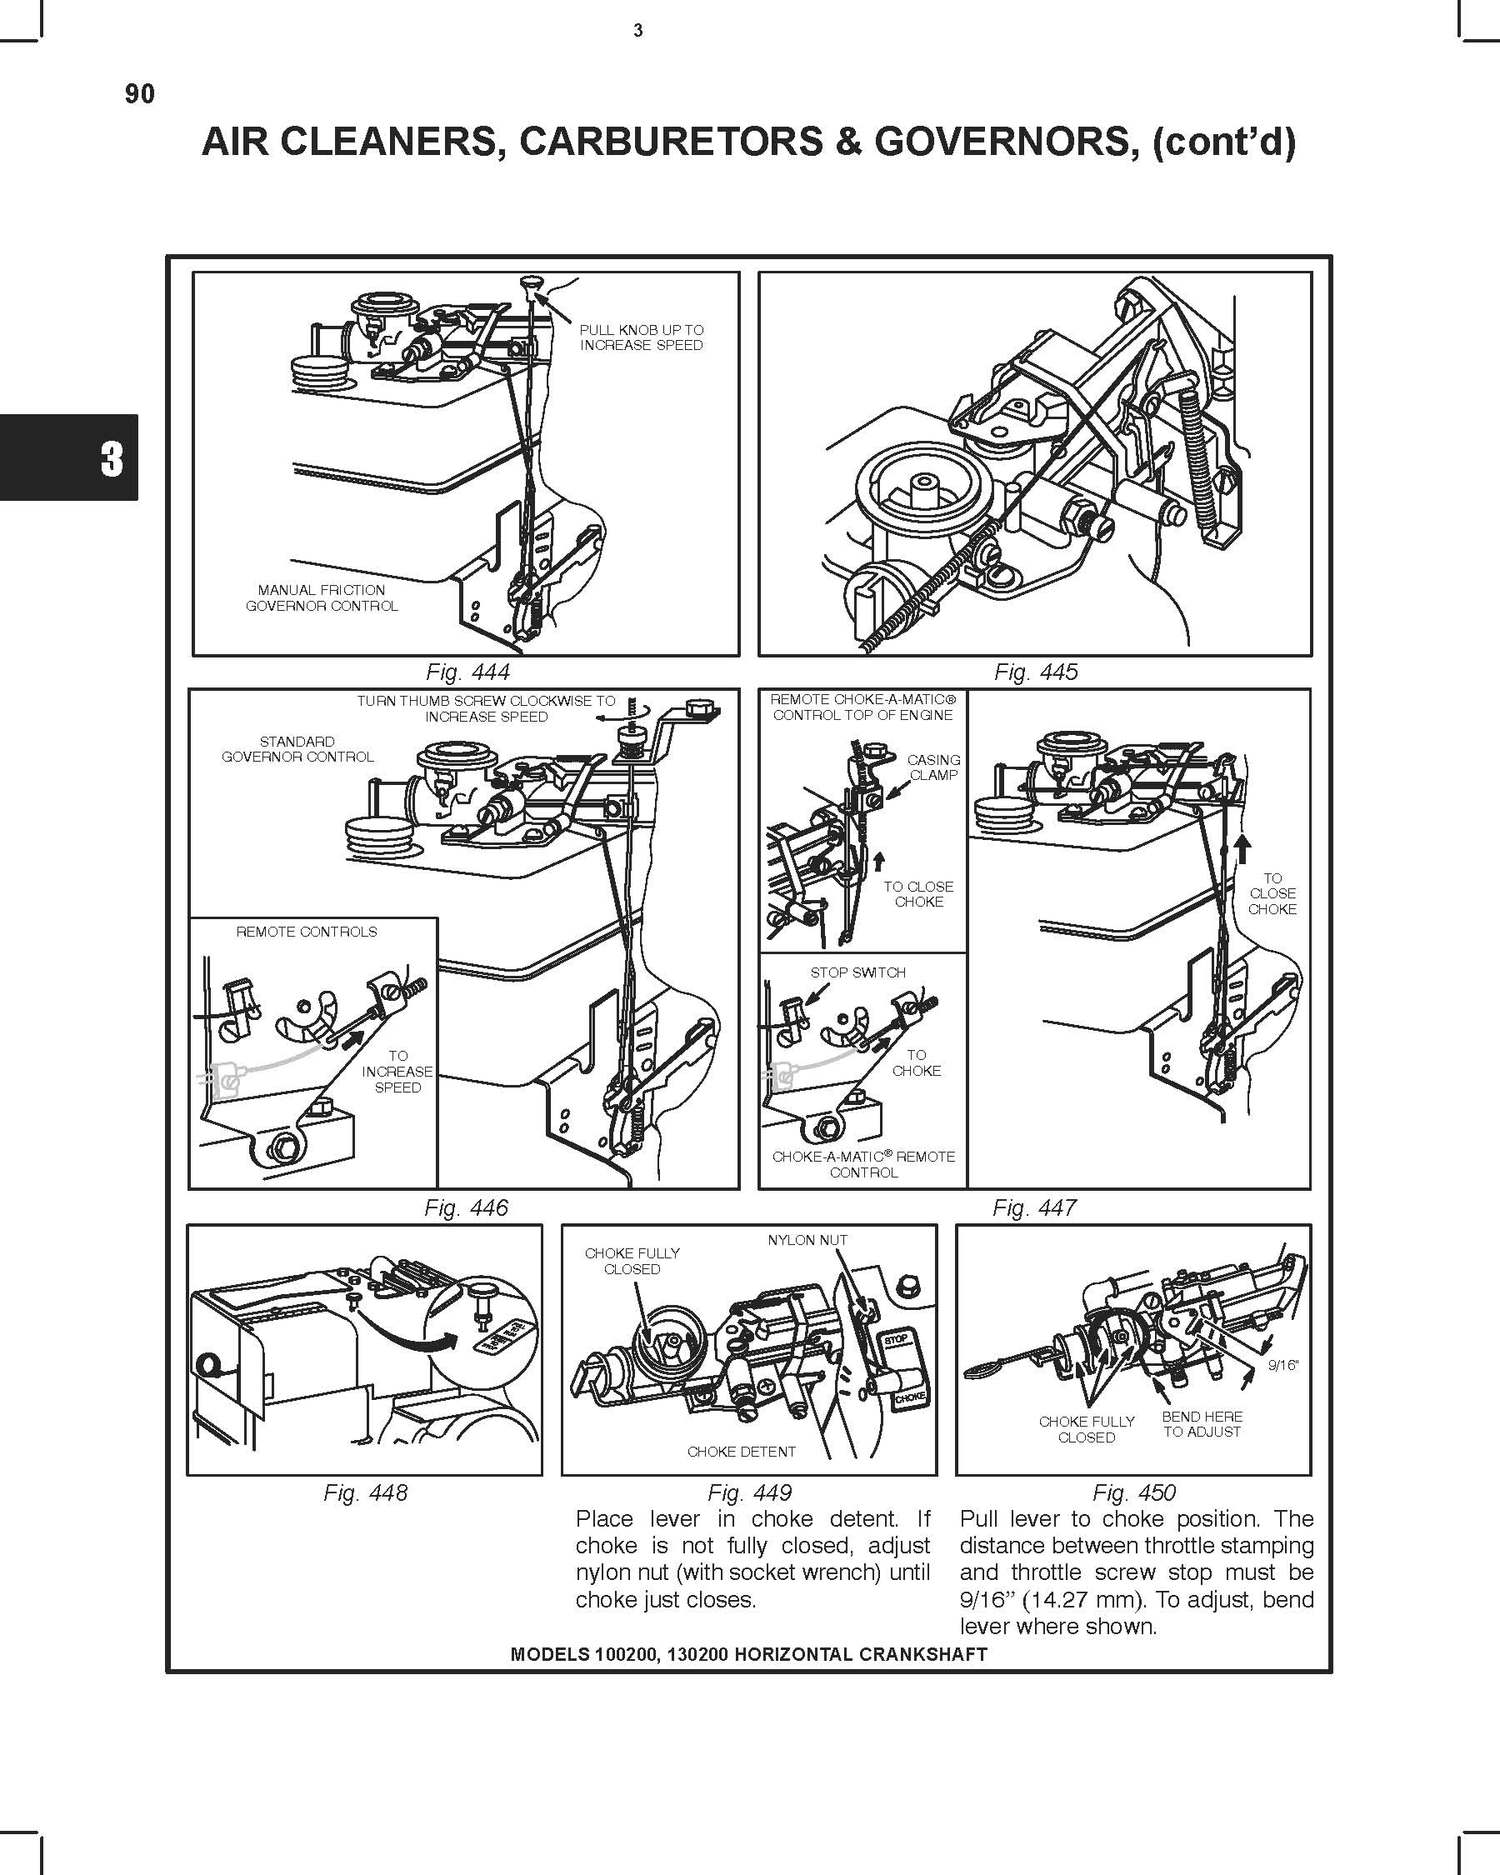 3
90
AIR CLEANERS, CARBURETORS & GOVERNORS, (cont’d)
3
PULL KNOB UP TO
INCREASE SPEED
MANUAL FRICTION
GOVERNOR CONTROL
Fig. 444
Fig. 445
TURN THUMB SCREW CLOCKWISE TO
INCREASE SPEED
STANDARD
GOVERNOR CONTROL
REMOTE CONTROLS
TO
INCREASE
SPEED
Fig. 446
REMOTE CHOKE-A-MATIC®
CONTROL TOP OF ENGINE
CASING
CLAMP
TO CLOSE
CHOKE
TO
CLOSE
CHOKE
STOP SWITCH
TO
CHOKE
CHOKE-A-MATIC® REMOTE
CONTROL
Fig. 447
Fig. 448
CHOKE FULLY
CLOSED
NYLON NUT
STOP
CHOKE
CHOKE DETENT
Fig. 449
Place lever in choke detent. If
choke is not fully closed, adjust
nylon nut (with socket wrench) until
choke just closes.
9/16"
CHOKE FULLY
CLOSED
BEND HERE
TO ADJUST
Fig. 450
Pull lever to choke position. The
distance between throttle stamping
and throttle screw stop must be
9/16” (14.27 mm). To adjust, bend
lever where shown.
MODELS 100200, 130200 HORIZONTAL CRANKSHAFT